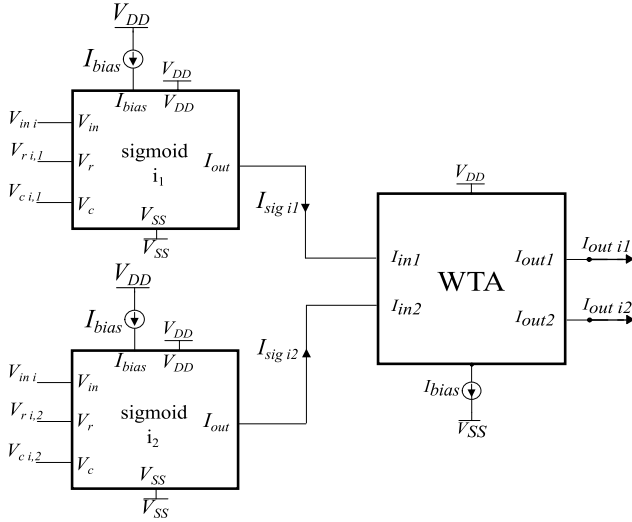 V_DD
I_bias
V_DD
I_bias V_DD
V_in i V_in
V_r i,1 V_r
V_c i,1 V_c
sigmoid
i_1
I_out
V_SS
V_SS
I_sig i1
V_DD
I_in1
I_in2
WTA
I_out1
I_out2
I_out i1
I_out i2
I_bias
V_SS
V_DD
I_bias
V_DD
I_bias V_DD
V_in i V_in
V_r i,2 V_r
V_c i,2 V_c
sigmoid
i_2
I_out
V_SS
V_SS
I_sig i2